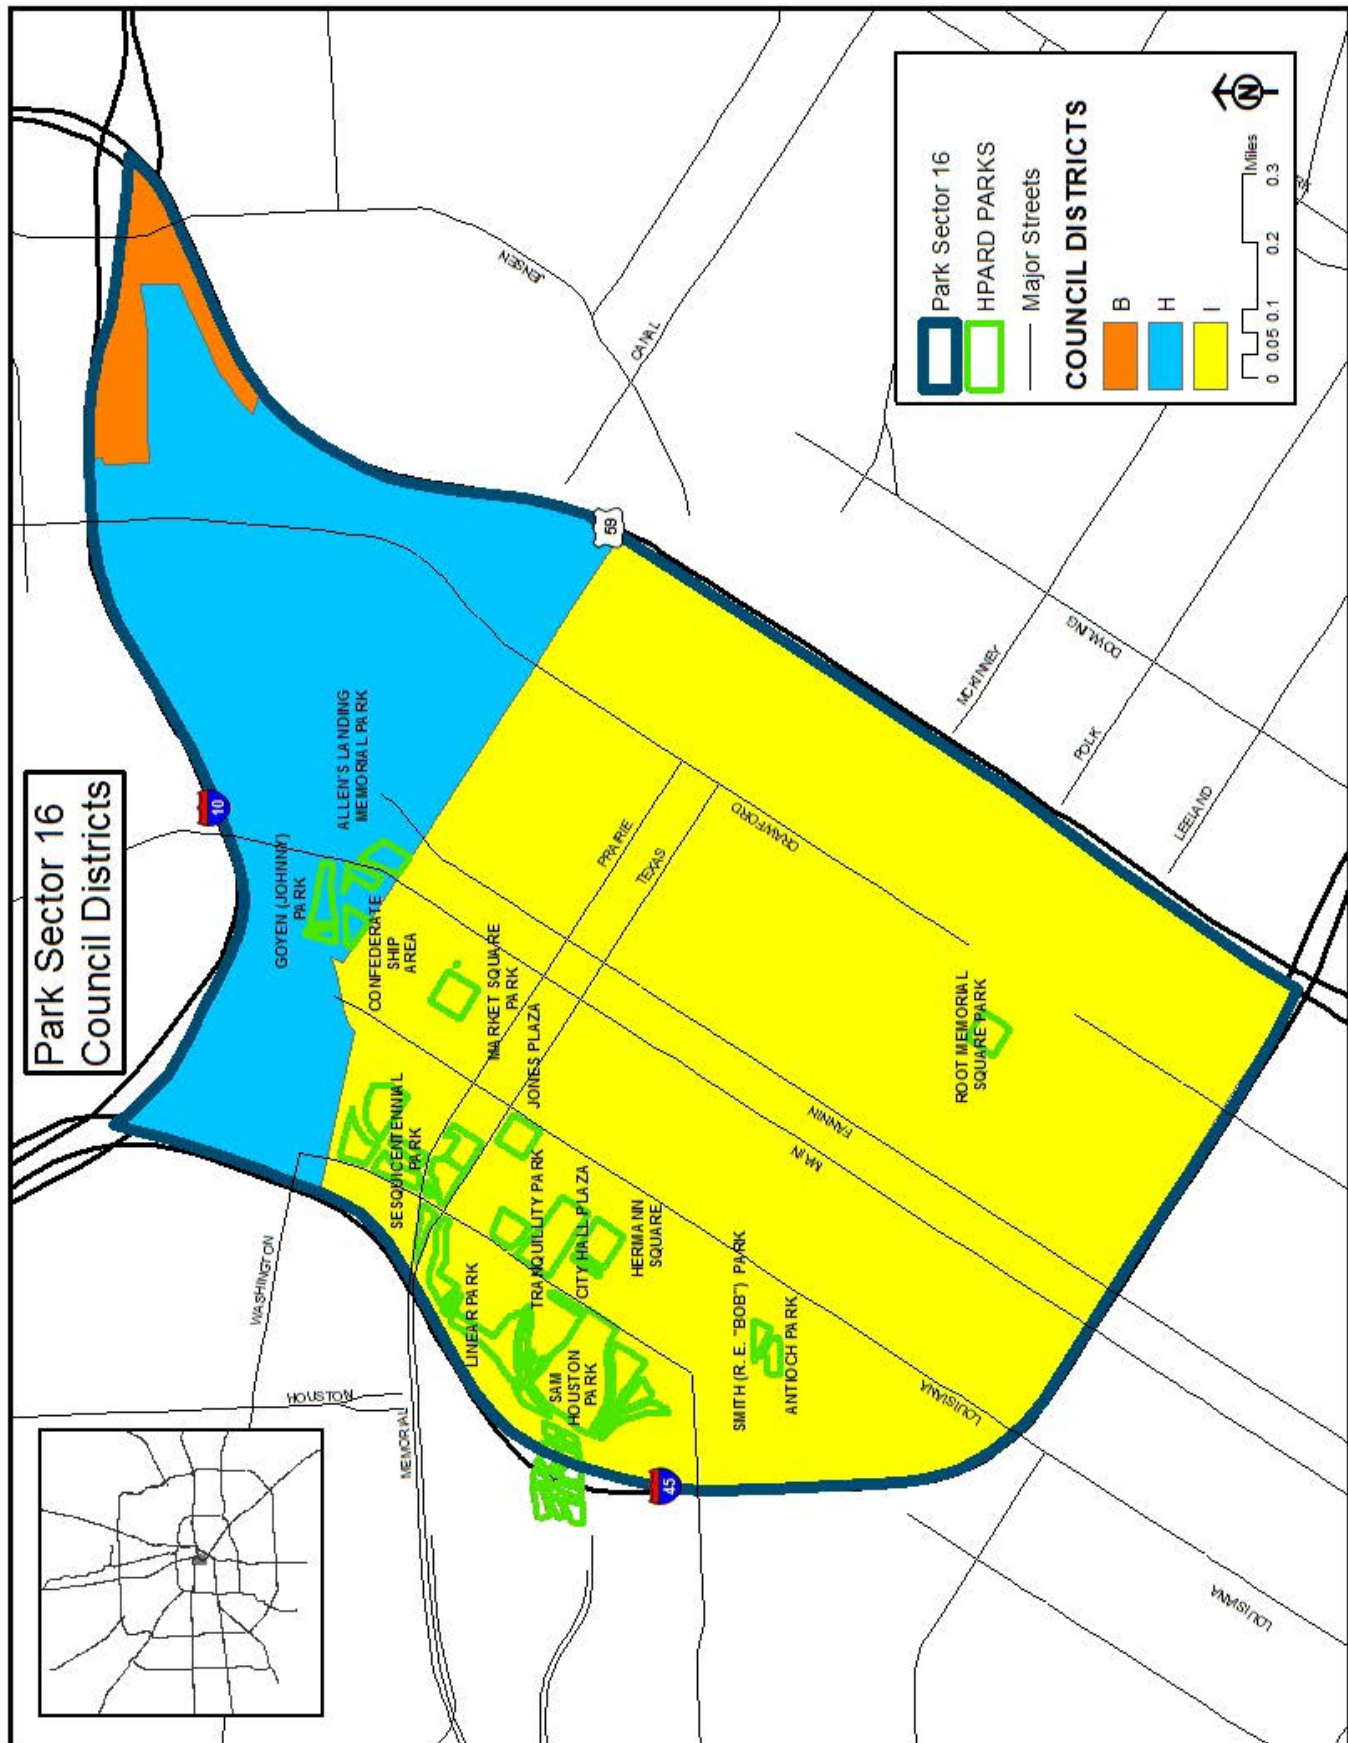 Park Sector 16
Council Districts
10
59
45
JENSEN
CANAL
WASHINGTON
HOUSTON
MEMORIAL
GOYEN (JOHNNY)
PARK
ALLEN'S LANDING
MEMORIAL PARK
CONFEDERATE
SHIP
AREA
SESQUICENTENNIAL
PARK
MARKET SQUARE
PARK
PRAIRIE
TEXAS
JONES PLAZA
CRAWFORD
LINEAR PARK
TRANQUILLITY PARK
CITY HALL PLAZA
HERMANN
SQUARE
SAM
HOUSTON
PARK
SMITH (R. E. "BOB") PARK
ANTIOCH PARK
MAIN
FANNIN
ROOT MEMORIAL
SQUARE PARK
MCKINNEY
POLK
LEELAND
DOWLING
LOUISIANA
LOUISIANA
Park Sector 16
HPARD PARKS
Major Streets
COUNCIL DISTRICTS
B
H
I
N
Miles
0 0.05 0.1 0.2 0.3